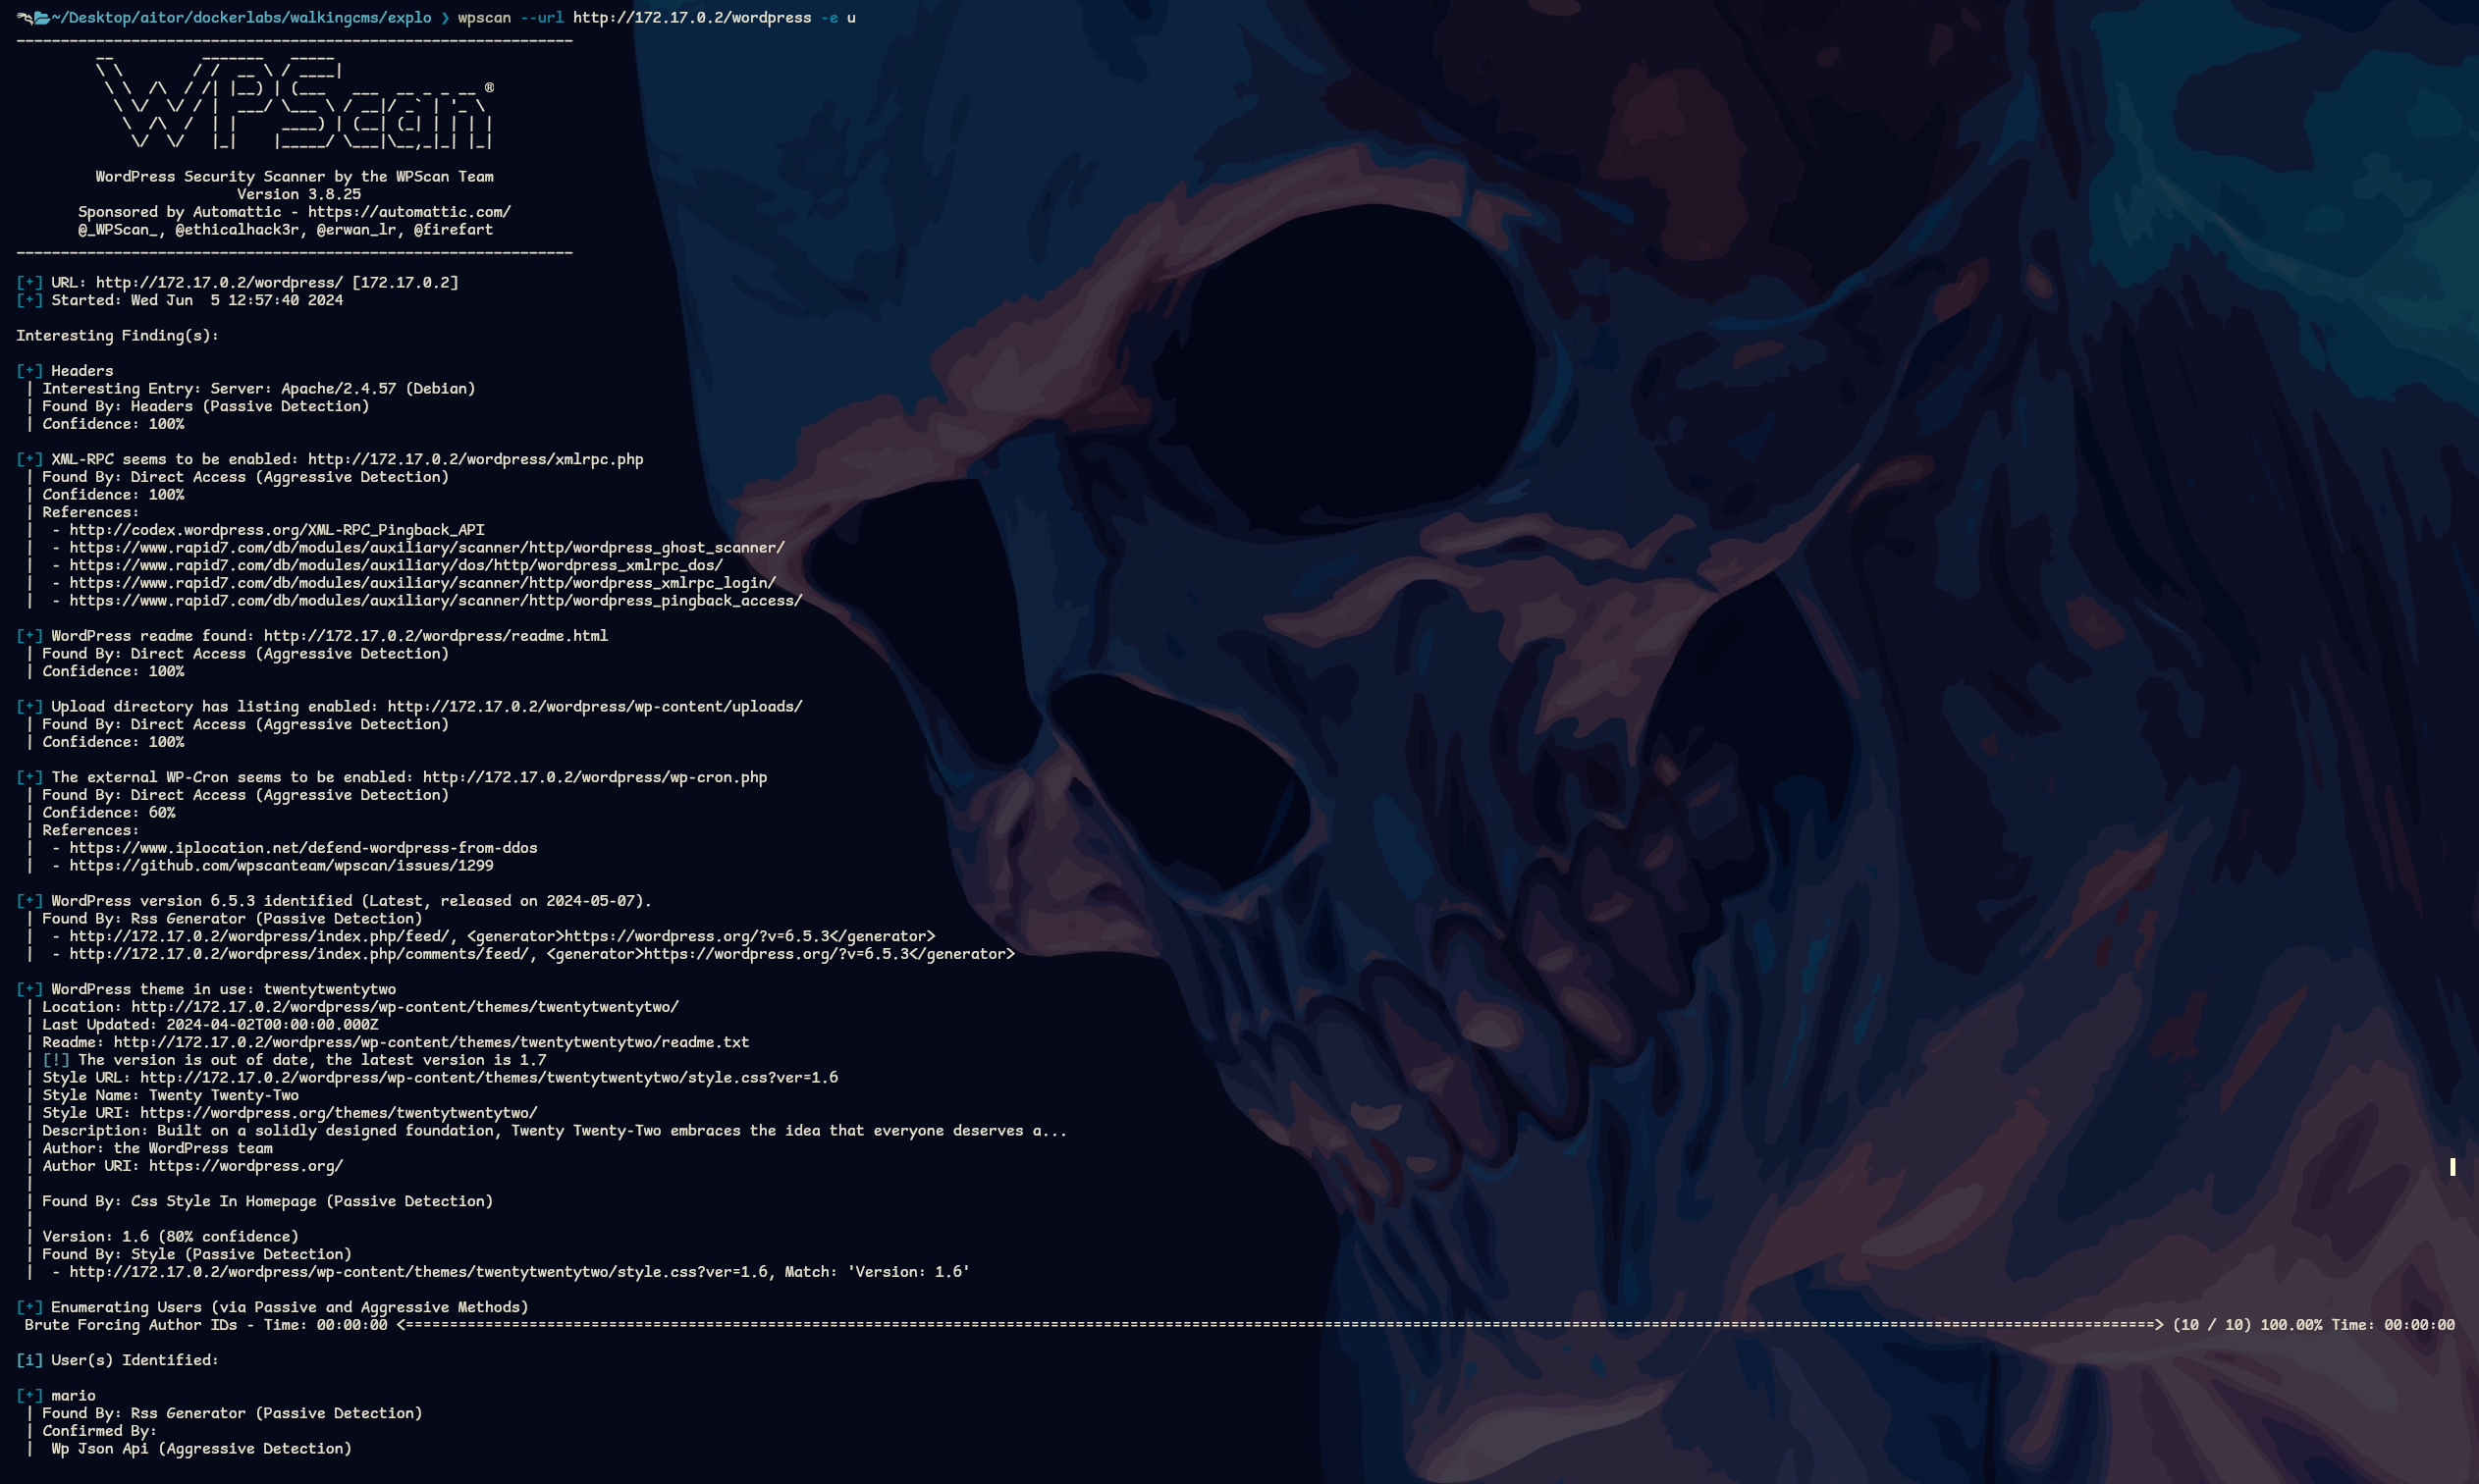 ~/Desktop/aitor/dockerlabs/walkingcms/explo ❯ wpscan --url http://172.17.0.2/wordpress -e u
_______________________________________________________________
         __          _______   _____
         \ \        / /  __ \ / ____|
          \ \  /\  / /| |__) | (___   ___  __ _ _ __ ®
           \ \/  \/ / |  ___/ \___ \ / __|/ _` | '_ \
            \  /\  /  | |     ____) | (__| (_| | | | |
             \/  \/   |_|    |_____/ \___|\__,_|_| |_|
WordPress Security Scanner by the WPScan Team
Version 3.8.25
Sponsored by Automattic - https://automattic.com/
@_WPScan_, @ethicalhack3r, @erwan_lr, @firefart
_______________________________________________________________
[+] URL: http://172.17.0.2/wordpress/ [172.17.0.2]
[+] Started: Wed Jun  5 12:57:40 2024
Interesting Finding(s):
[+] Headers
 | Interesting Entry: Server: Apache/2.4.57 (Debian)
 | Found By: Headers (Passive Detection)
 | Confidence: 100%
[+] XML-RPC seems to be enabled: http://172.17.0.2/wordpress/xmlrpc.php
 | Found By: Direct Access (Aggressive Detection)
 | Confidence: 100%
 | References:
 |  - http://codex.wordpress.org/XML-RPC_Pingback_API
 |  - https://www.rapid7.com/db/modules/auxiliary/scanner/http/wordpress_ghost_scanner/
 |  - https://www.rapid7.com/db/modules/auxiliary/dos/http/wordpress_xmlrpc_dos/
 |  - https://www.rapid7.com/db/modules/auxiliary/scanner/http/wordpress_xmlrpc_login/
 |  - https://www.rapid7.com/db/modules/auxiliary/scanner/http/wordpress_pingback_access/
[+] WordPress readme found: http://172.17.0.2/wordpress/readme.html
 | Found By: Direct Access (Aggressive Detection)
 | Confidence: 100%
[+] Upload directory has listing enabled: http://172.17.0.2/wordpress/wp-content/uploads/
 | Found By: Direct Access (Aggressive Detection)
 | Confidence: 100%
[+] The external WP-Cron seems to be enabled: http://172.17.0.2/wordpress/wp-cron.php
 | Found By: Direct Access (Aggressive Detection)
 | Confidence: 60%
 | References:
 |  - https://www.iplocation.net/defend-wordpress-from-ddos
 |  - https://github.com/wpscanteam/wpscan/issues/1299
[+] WordPress version 6.5.3 identified (Latest, released on 2024-05-07).
 | Found By: Rss Generator (Passive Detection)
 |  - http://172.17.0.2/wordpress/index.php/feed/, <generator>https://wordpress.org/?v=6.5.3</generator>
 |  - http://172.17.0.2/wordpress/index.php/comments/feed/, <generator>https://wordpress.org/?v=6.5.3</generator>
[+] WordPress theme in use: twentytwentytwo
 | Location: http://172.17.0.2/wordpress/wp-content/themes/twentytwentytwo/
 | Last Updated: 2024-04-02T00:00:00.000Z
 | Readme: http://172.17.0.2/wordpress/wp-content/themes/twentytwentytwo/readme.txt
 | [!] The version is out of date, the latest version is 1.7
 | Style URL: http://172.17.0.2/wordpress/wp-content/themes/twentytwentytwo/style.css?ver=1.6
 | Style Name: Twenty Twenty-Two
 | Style URI: https://wordpress.org/themes/twentytwentytwo/
 | Description: Built on a solidly designed foundation, Twenty Twenty-Two embraces the idea that everyone deserves a...
 | Author: the WordPress team
 | Author URI: https://wordpress.org/
 |
 | Found By: Css Style In Homepage (Passive Detection)
 |
 | Version: 1.6 (80% confidence)
 | Found By: Style (Passive Detection)
 |  - http://172.17.0.2/wordpress/wp-content/themes/twentytwentytwo/style.css?ver=1.6, Match: 'Version: 1.6'
[+] Enumerating Users (via Passive and Aggressive Methods)
 Brute Forcing Author IDs - Time: 00:00:00 <==================================================> (10 / 10) 100.00% Time: 00:00:00
[i] User(s) Identified:
[+] mario
 | Found By: Rss Generator (Passive Detection)
 | Confirmed By:
 |  Wp Json Api (Aggressive Detection)